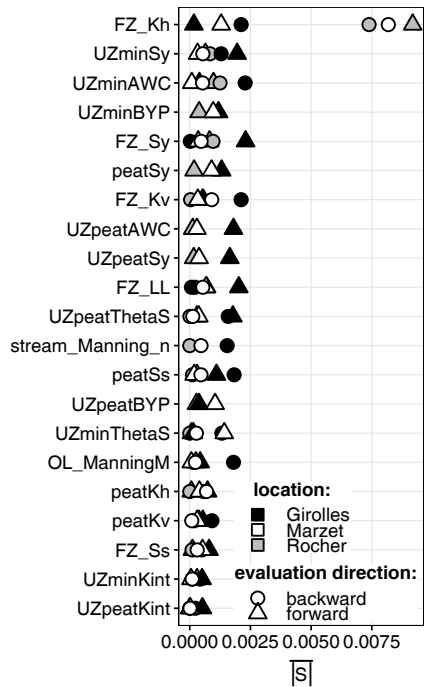 FZ_Kh
UZminSy
UZminAWC
UZminBYP
FZ_Sy
peatSy
FZ_Kv
UZpeatAWC
UZpeatSy
FZ_LL
UZpeatThetaS
stream_Manning_n
peatSs
UZpeatBYP
UZminThetaS
OL_ManningM
peatKh
peatKv
FZ_Ss
UZminKint
UZpeatKint
location:
Girolles
Marzet
Rocher
evaluation direction:
backward
forward
0.0000 0.0025 0.0050 0.0075
|S|